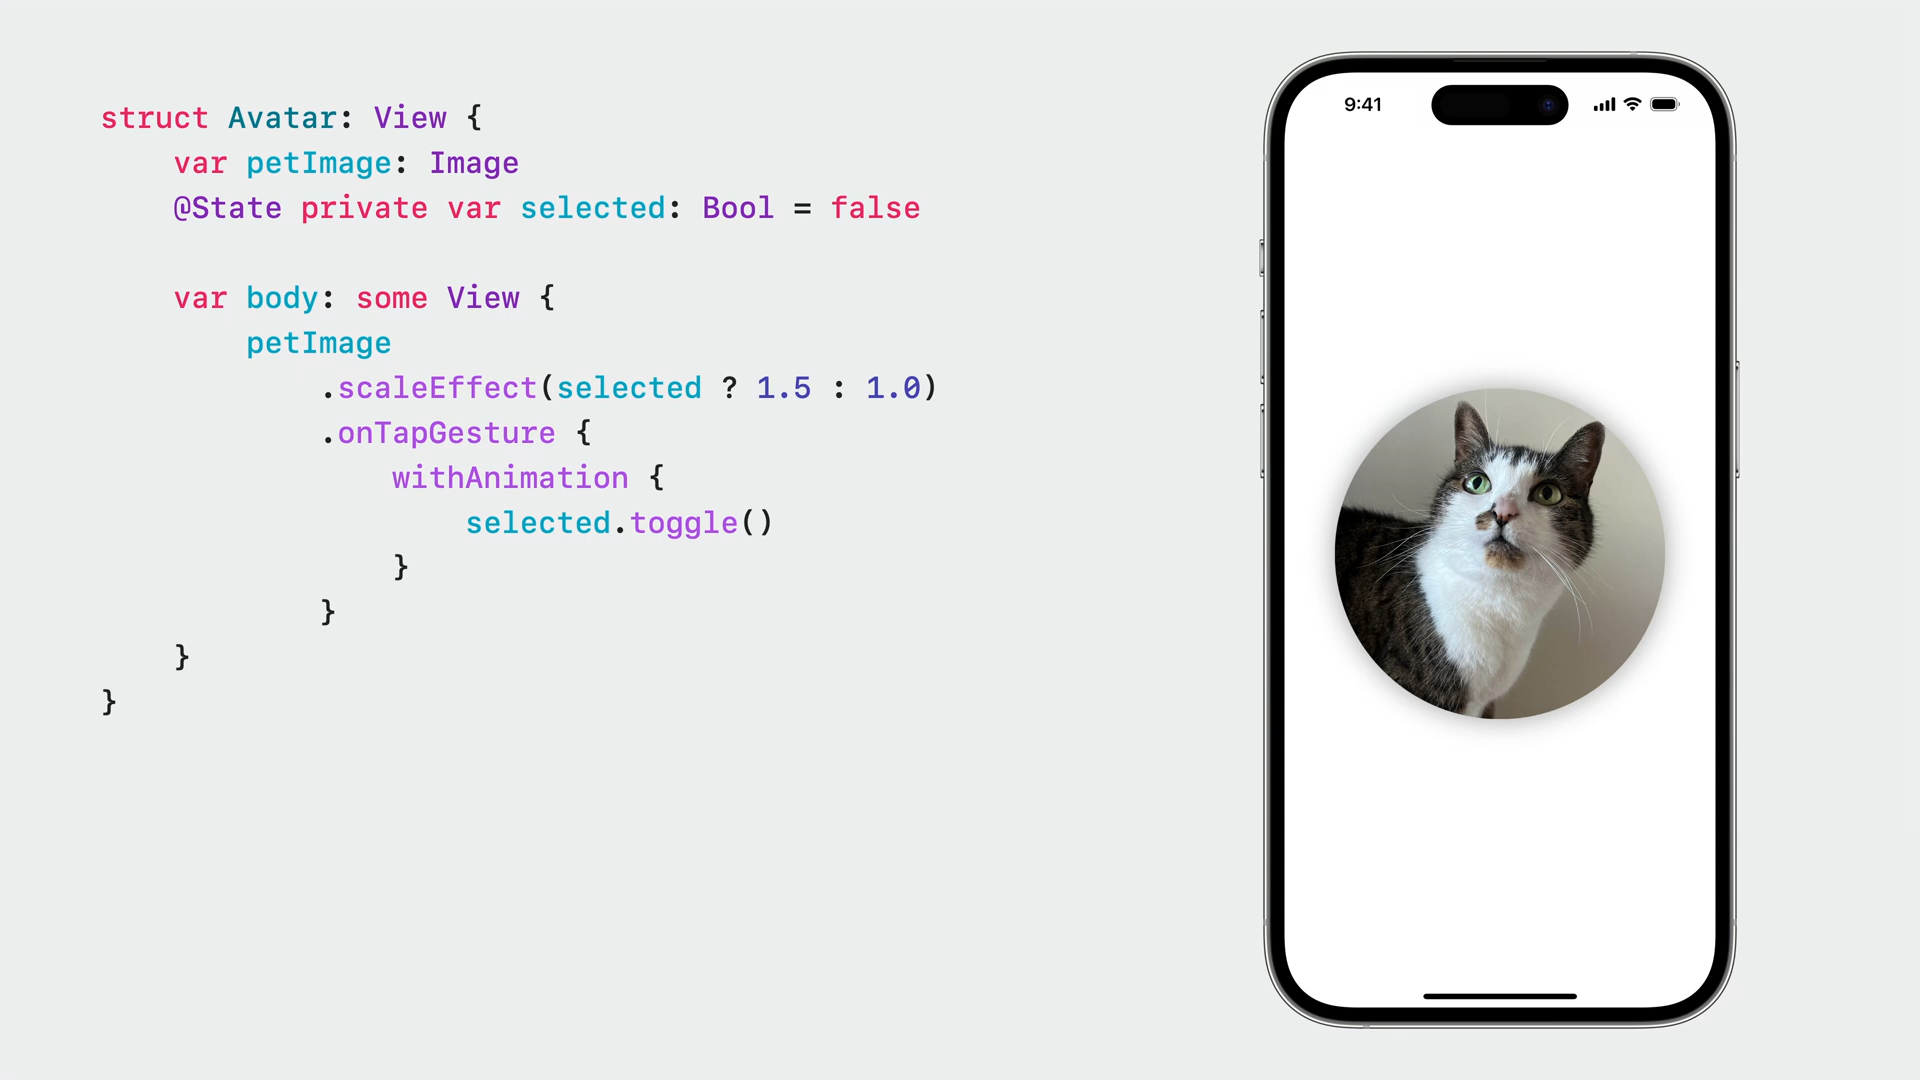 struct Avatar: View {
    var petImage: Image
    @State private var selected: Bool = false

    var body: some View {
        petImage
            .scaleEffect(selected ? 1.5 : 1.0)
            .onTapGesture {
                withAnimation {
                    selected.toggle()
                }
            }
    }
}
9:41